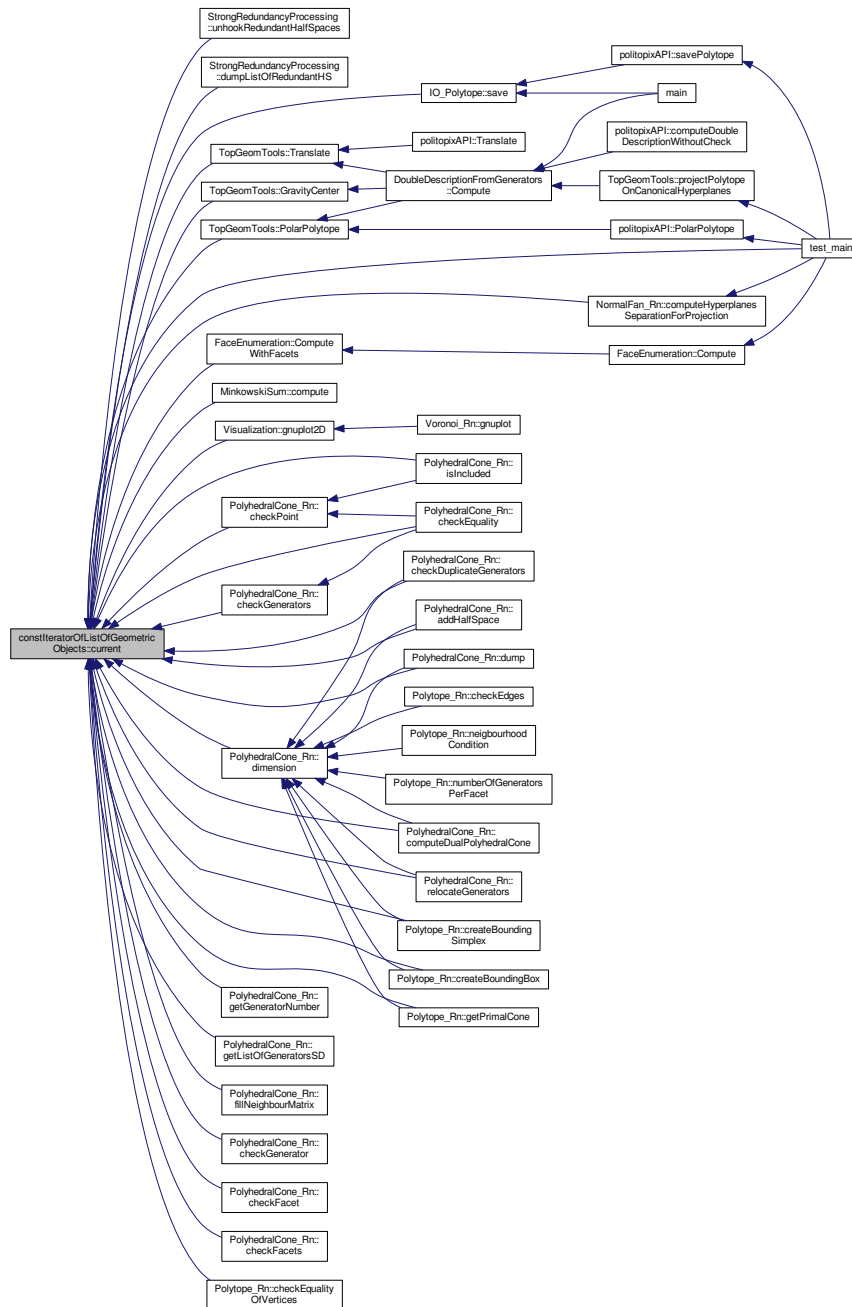 StrongRedundancyProcessing
::unhookRedundantHalfSpaces
StrongRedundancyProcessing
::dumpListOfRedundantHS
politopixAPI::savePolytope
IO_Polytope::save
main
politopixAPI::computeDouble
DescriptionWithoutCheck
politopixAPI::Translate
TopGeomTools::Translate
DoubleDescriptionFromGenerators
::Compute
TopGeomTools::projectPolytope
OnCanonicalHyperplanes
TopGeomTools::GravityCenter
TopGeomTools::PolarPolytope
politopixAPI::PolarPolytope
test_main
NormalFan_Rn::computeHyperplanes
SeparationForProjection
FaceEnumeration::Compute
WithFacets
FaceEnumeration::Compute
MinkowskiSum::compute
Visualization::gnuplot2D
Voronoi_Rn::gnuplot
PolyhedralCone_Rn::
isIncluded
PolyhedralCone_Rn::
checkPoint
PolyhedralCone_Rn::
checkEquality
PolyhedralCone_Rn::
checkDuplicateGenerators
PolyhedralCone_Rn::
checkGenerators
PolyhedralCone_Rn::
addHalfSpace
constIteratorOfListOfGeometric
Objects::current
PolyhedralCone_Rn::dump
Polytope_Rn::checkEdges
Polytope_Rn::neigbourhood
Condition
PolyhedralCone_Rn::
dimension
Polytope_Rn::numberOfGenerators
PerFacet
PolyhedralCone_Rn::
computeDualPolyhedralCone
PolyhedralCone_Rn::
relocateGenerators
Polytope_Rn::createBounding
Simplex
Polytope_Rn::createBoundingBox
PolyhedralCone_Rn::
getGeneratorNumber
Polytope_Rn::getPrimalCone
PolyhedralCone_Rn::
getListOfGeneratorsSD
PolyhedralCone_Rn::
fillNeighbourMatrix
PolyhedralCone_Rn::
checkGenerator
PolyhedralCone_Rn::
checkFacet
PolyhedralCone_Rn::
checkFacets
Polytope_Rn::checkEquality
OfVertices